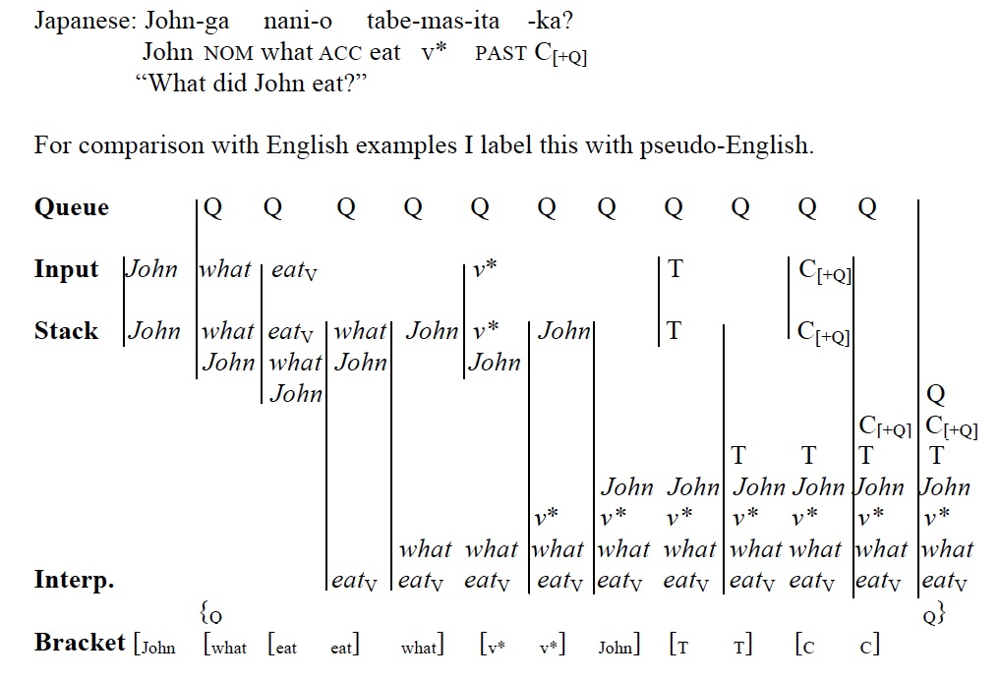 Japanese: John-ga nani-o tabe-mas-ita -ka?
John NOM what ACC eat v* PAST C[+Q]
“What did John eat?”
For comparison with English examples I label this with pseudo-English.
Queue Q Q Q Q Q Q Q Q Q Q Q
Input John what eatV v* T C[+Q]
Stack John what eatV what John v* John T C[+Q]
John what John John
John Q
C[+Q] C[+Q]
T T T T
John John John John John John
v* v* v* v* v* v* v*
what what what what what what what what what
Interp. eatV eatV eatV eatV eatV eatV eatV eatV eatV eatV
{Q Q}
Bracket [John [what [eat eat] what] [v* v*] John] [T T] [C C]